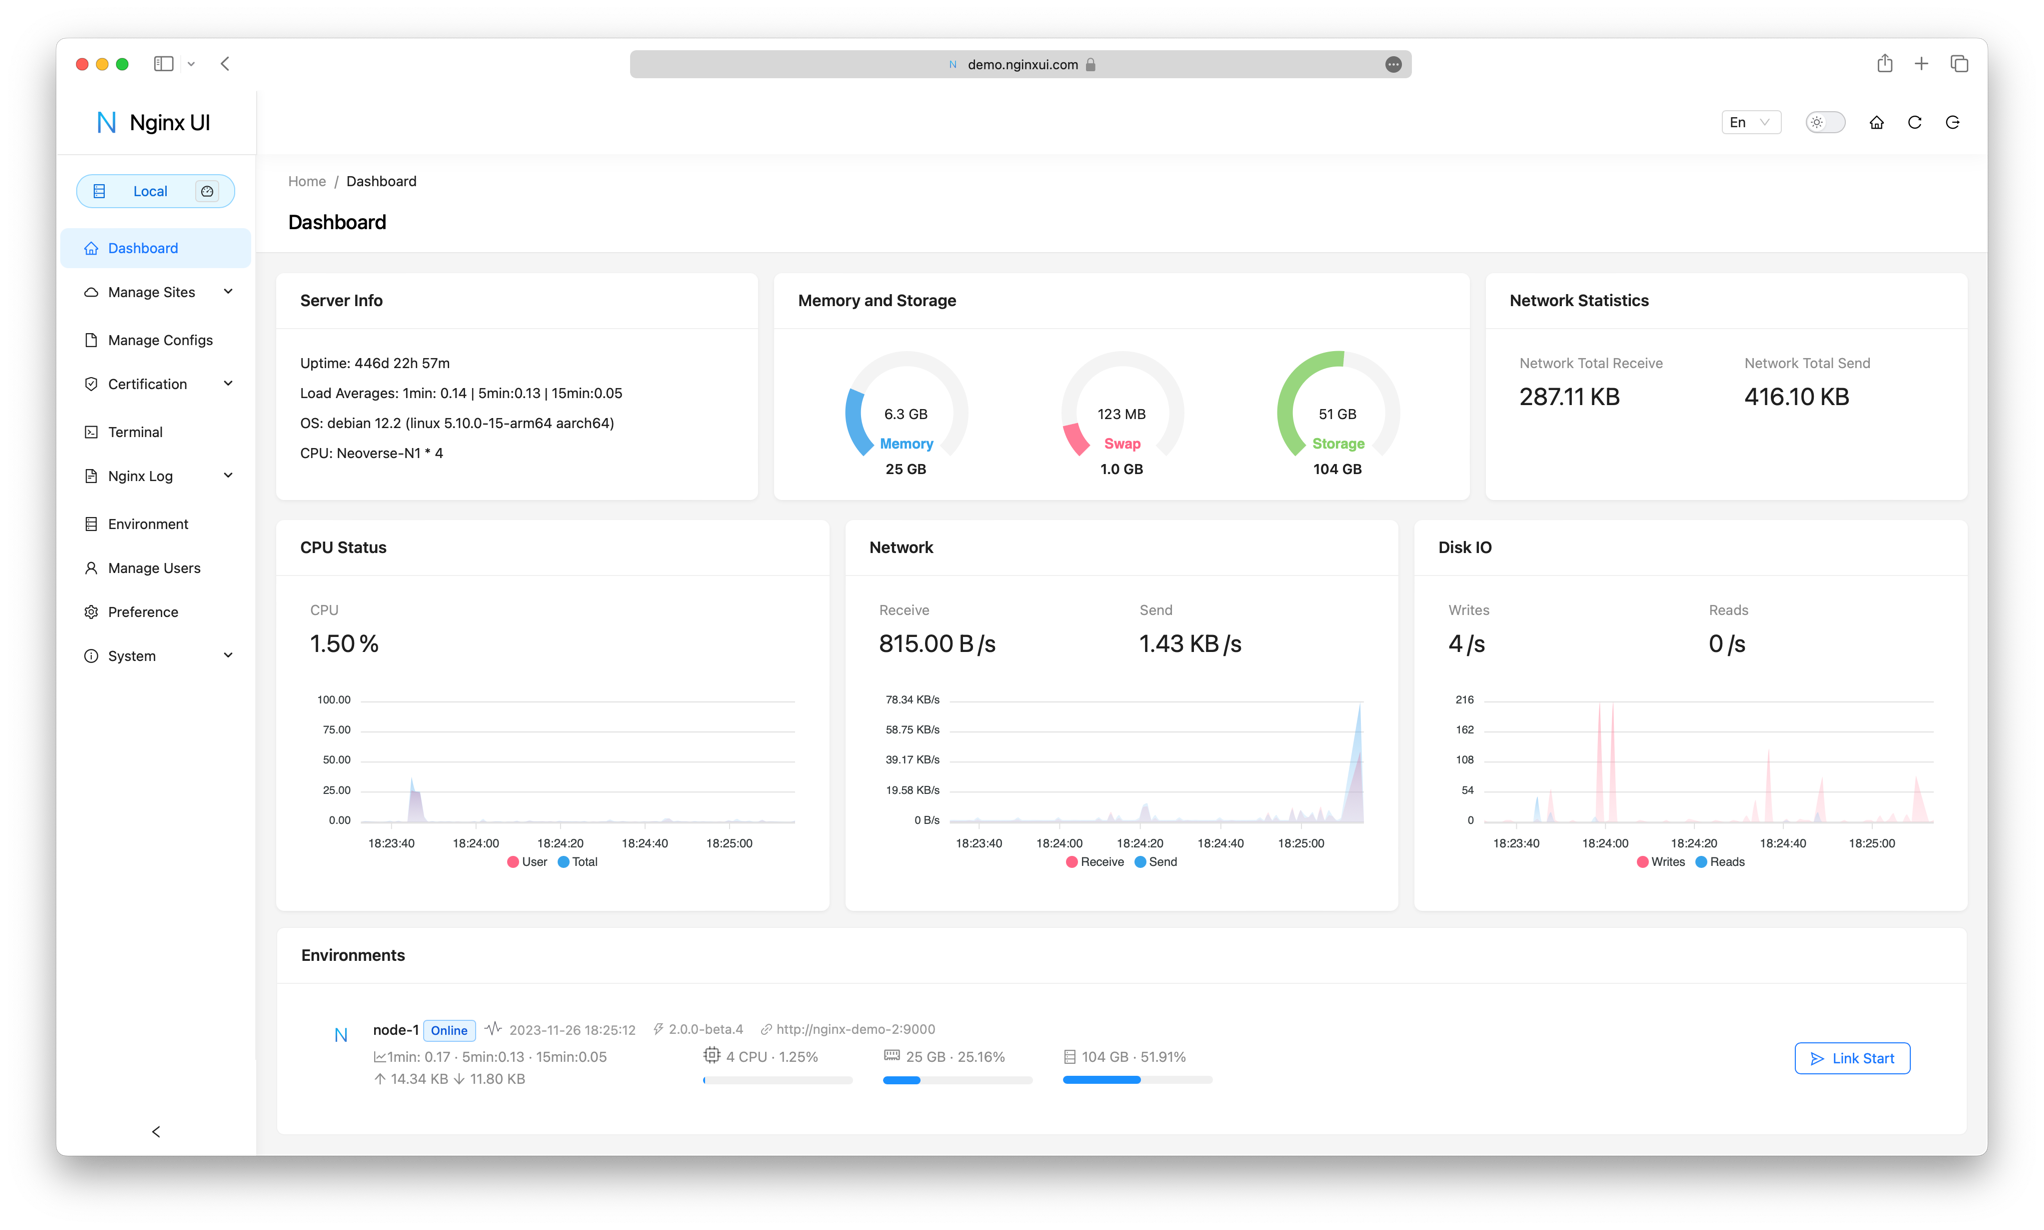 N demo.nginxui.com
N Nginx UI
En
Local
Dashboard
Manage Sites
Manage Configs
Certification
Terminal
Nginx Log
Environment
Manage Users
Preference
System
Home / Dashboard
Dashboard
Server Info
Uptime: 446d 22h 57m
Load Averages: 1min: 0.14 | 5min:0.13 | 15min:0.05
OS: debian 12.2 (linux 5.10.0-15-arm64 aarch64)
CPU: Neoverse-N1 * 4
Memory and Storage
6.3 GB
Memory
25 GB
123 MB
Swap
1.0 GB
51 GB
Storage
104 GB
Network Statistics
Network Total Receive
287.11 KB
Network Total Send
416.10 KB
CPU Status
CPU
1.50 %
100.00
75.00
50.00
25.00
0.00
18:23:40 18:24:00 18:24:20 18:24:40 18:25:00
User Total
Network
Receive
815.00 B/s
Send
1.43 KB/s
78.34 KB/s
58.75 KB/s
39.17 KB/s
19.58 KB/s
0 B/s
18:23:40 18:24:00 18:24:20 18:24:40 18:25:00
Receive Send
Disk IO
Writes
4 /s
Reads
0 /s
216
162
108
54
0
18:23:40 18:24:00 18:24:20 18:24:40 18:25:00
Writes Reads
Environments
N
node-1 Online 2023-11-26 18:25:12 2.0.0-beta.4 http://nginx-demo-2:9000
1min: 0.17 · 5min:0.13 · 15min:0.05
14.34 KB 11.80 KB
4 CPU · 1.25%
25 GB · 25.16%
104 GB · 51.91%
Link Start